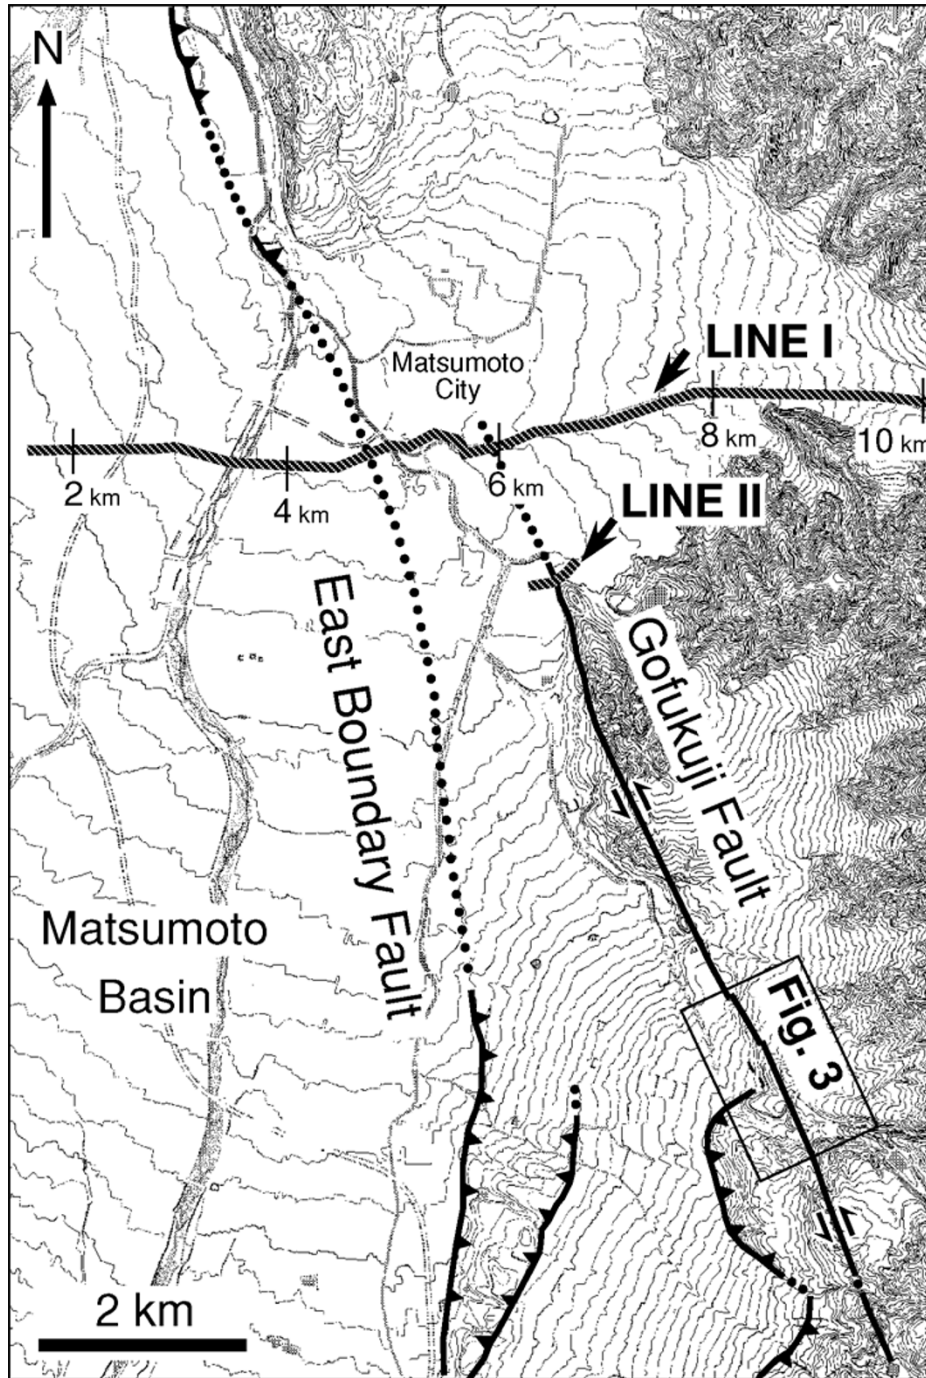 N
LINE I
Matsumoto
City
2 km
4 km
6 km
8 km
10 km
LINE II
East Boundary Fault
Gofukuji Fault
Matsumoto
Basin
Fig. 3
2 km